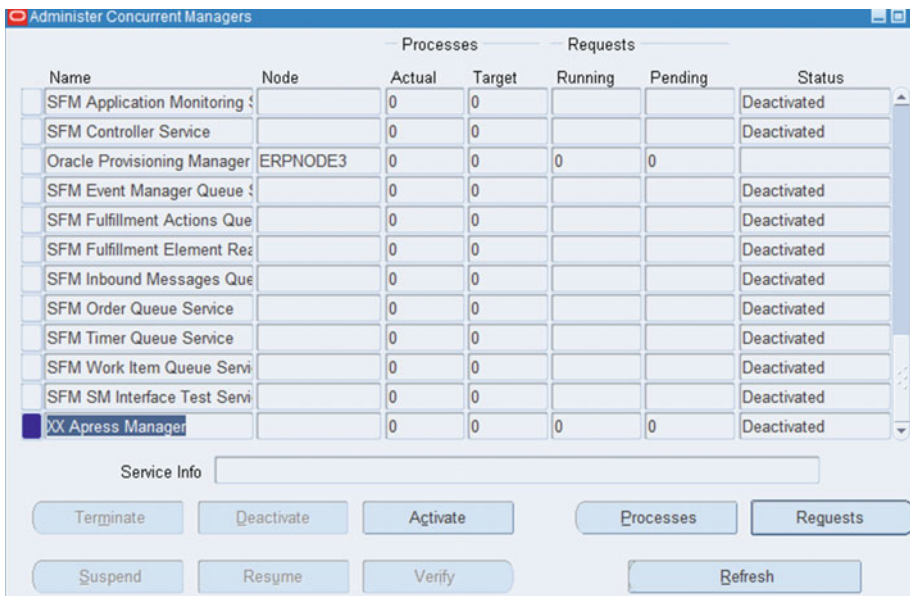 Administer Concurrent Managers
Processes Requests
Name Node Actual Target Running Pending Status
SFM Application Monitoring 0 0 Deactivated
SFM Controller Service 0 0 Deactivated
Oracle Provisioning Manager ERPNODE3 0 0 0 0
SFM Event Manager Queue 0 0 Deactivated
SFM Fulfillment Actions Que 0 0 Deactivated
SFM Fulfillment Element Rea 0 0 Deactivated
SFM Inbound Messages Que 0 0 Deactivated
SFM Order Queue Service 0 0 Deactivated
SFM Timer Queue Service 0 0 Deactivated
SFM Work Item Queue Servi 0 0 Deactivated
SFM SM Interface Test Servi 0 0 Deactivated
XX Apress Manager 0 0 0 0 Deactivated
Service Info
Terminate Deactivate Activate Processes Requests
Suspend Resume Verify Refresh